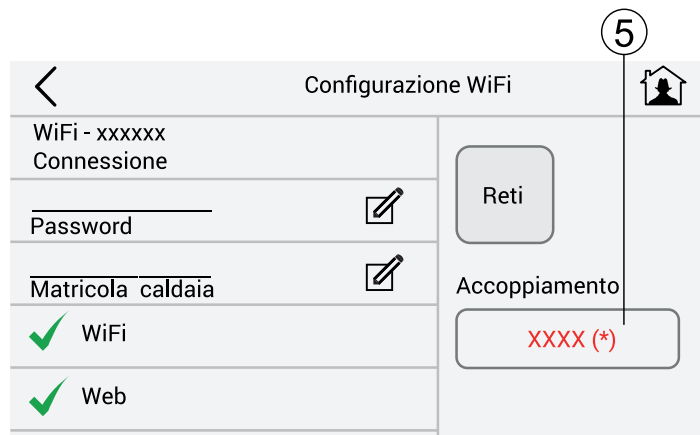 5
Configurazione WiFi
WiFi - xxxxxx
Connessione
Password
Matricola caldaia
WiFi
Web
Reti
Accoppiamento
XXXX (*)